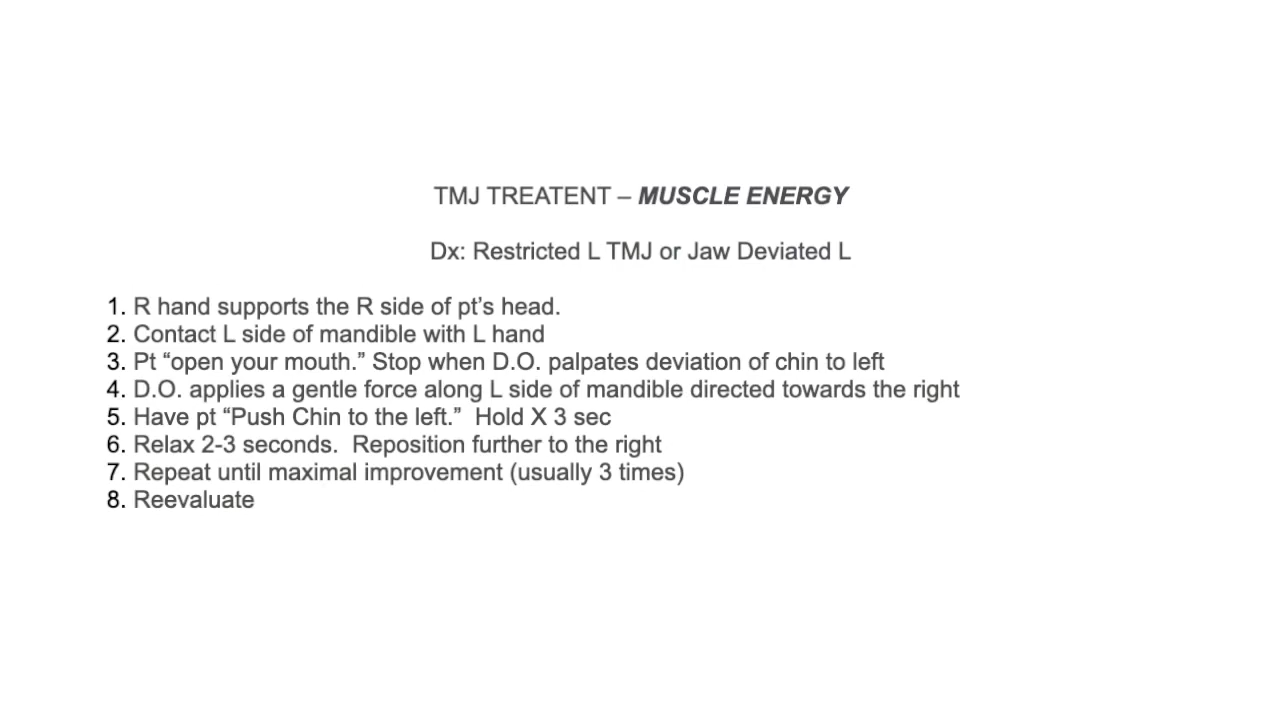 TMJ TREATENT – MUSCLE ENERGY
Dx: Restricted L TMJ or Jaw Deviated L
1. R hand supports the R side of pt’s head.
2. Contact L side of mandible with L hand
3. Pt “open your mouth.” Stop when D.O. palpates deviation of chin to left
4. D.O. applies a gentle force along L side of mandible directed towards the right
5. Have pt “Push Chin to the left.”  Hold X 3 sec
6. Relax 2-3 seconds.  Reposition further to the right
7. Repeat until maximal improvement (usually 3 times)
8. Reevaluate